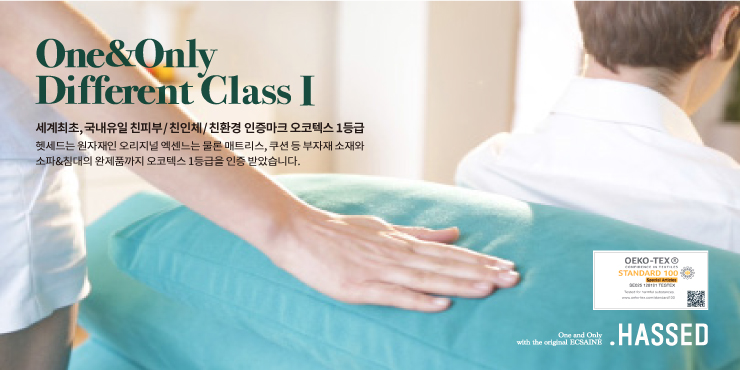 One&Only
Different Class I
세계최초, 국내유일 친피부/친인체/친환경 인증마크 오코텍스 1등급
헷세드는 원자재인 오리지널 엑센느는 물론 매트리스, 쿠션 등 부자재 소재와
소파&침대의 완제품까지 오코텍스 1등급을 인증 받았습니다.
OEKO-TEX®
CONFIDENCE IN TEXTILES
STANDARD 100
Special Articles
TESTEX
Tested for harmful substances.
www.oeko-tex.com/standard100
One and Only
with the original ECSAINE
.HASSED